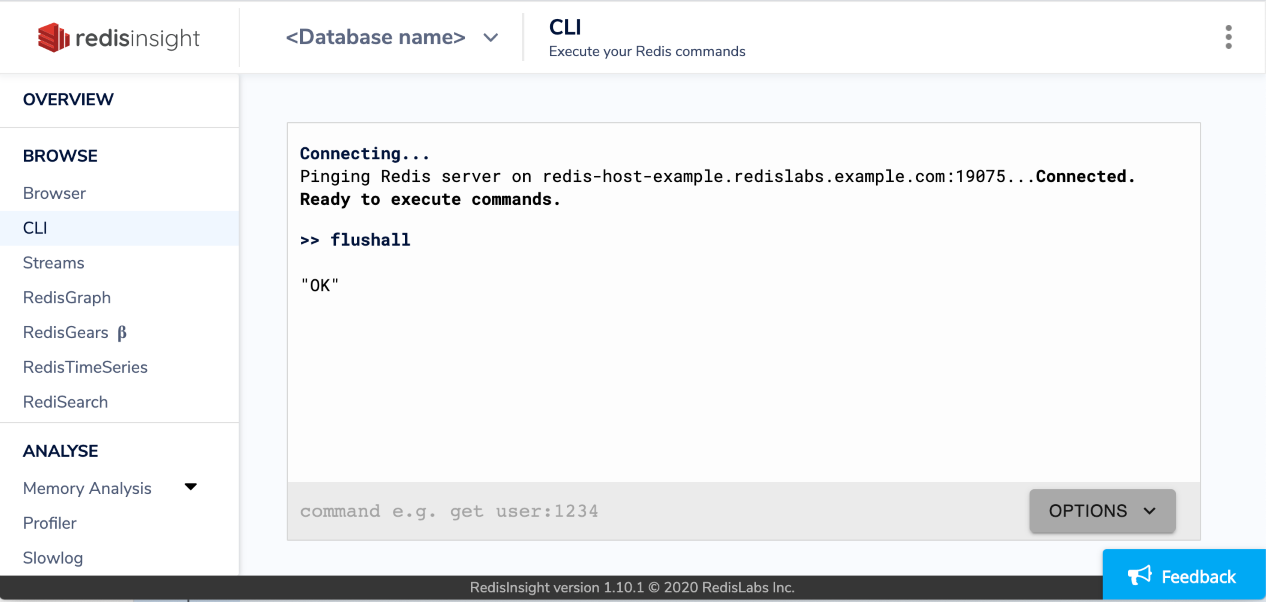 redisinsight
<Database name>
CLI
Execute your Redis commands
OVERVIEW
BROWSE
Browser
CLI
Streams
RedisGraph
RedisGears β
RedisTimeSeries
RediSearch
ANALYSE
Memory Analysis
Profiler
Slowlog
Connecting...
Pinging Redis server on redis-host-example.redislabs.example.com:19075...Connected.
Ready to execute commands.
>> flushall
"OK"
command e.g. get user:1234
OPTIONS
RedisInsight version 1.10.1 © 2020 RedisLabs Inc.
Feedback